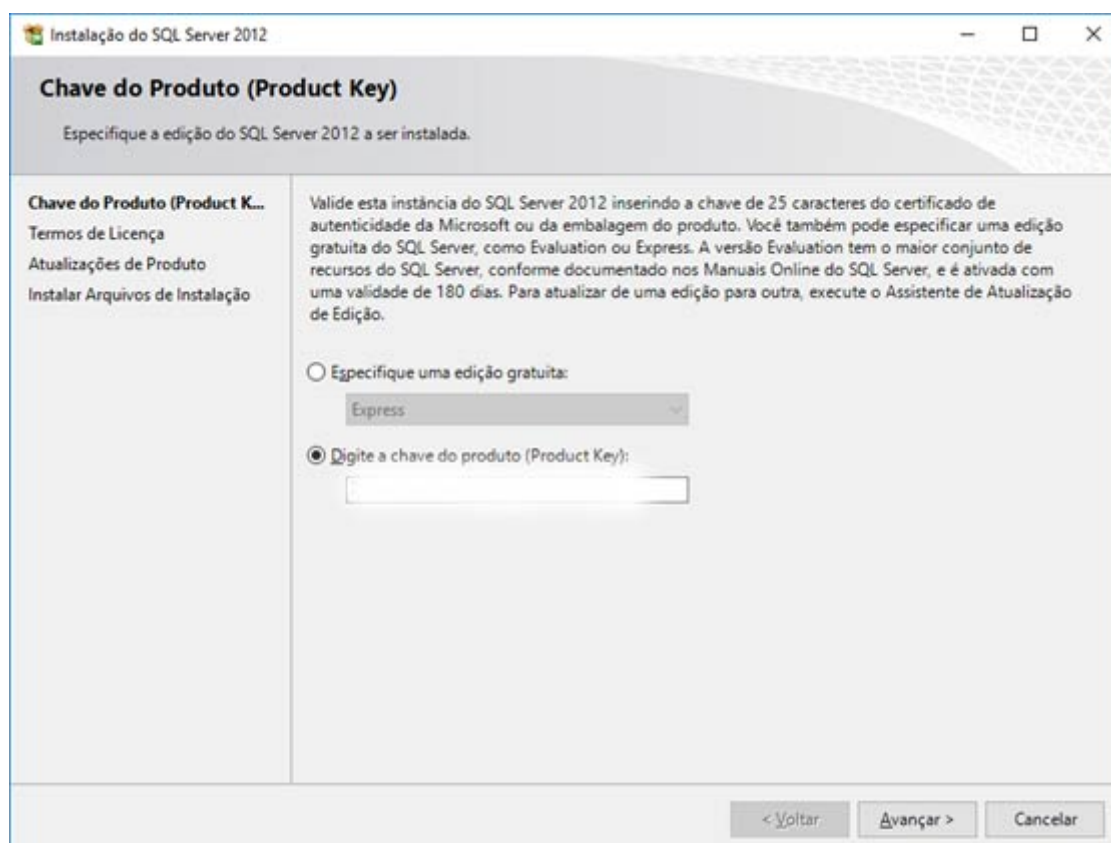 Instalação do SQL Server 2012
Chave do Produto (Product Key)
Especifique a edição do SQL Server 2012 a ser instalada.
Chave do Produto (Product K...
Termos de Licença
Atualizações de Produto
Instalar Arquivos de Instalação
Valide esta instância do SQL Server 2012 inserindo a chave de 25 caracteres do certificado de
autenticidade da Microsoft ou da embalagem do produto. Você também pode especificar uma edição
gratuita do SQL Server, como Evaluation ou Express. A versão Evaluation tem o maior conjunto de
recursos do SQL Server, conforme documentado nos Manuais Online do SQL Server, e é ativada com
uma validade de 180 dias. Para atualizar de uma edição para outra, execute o Assistente de Atualização
de Edição.
Especifique uma edição gratuita:
Express
Digite a chave do produto (Product Key):
< Voltar
Avançar >
Cancelar